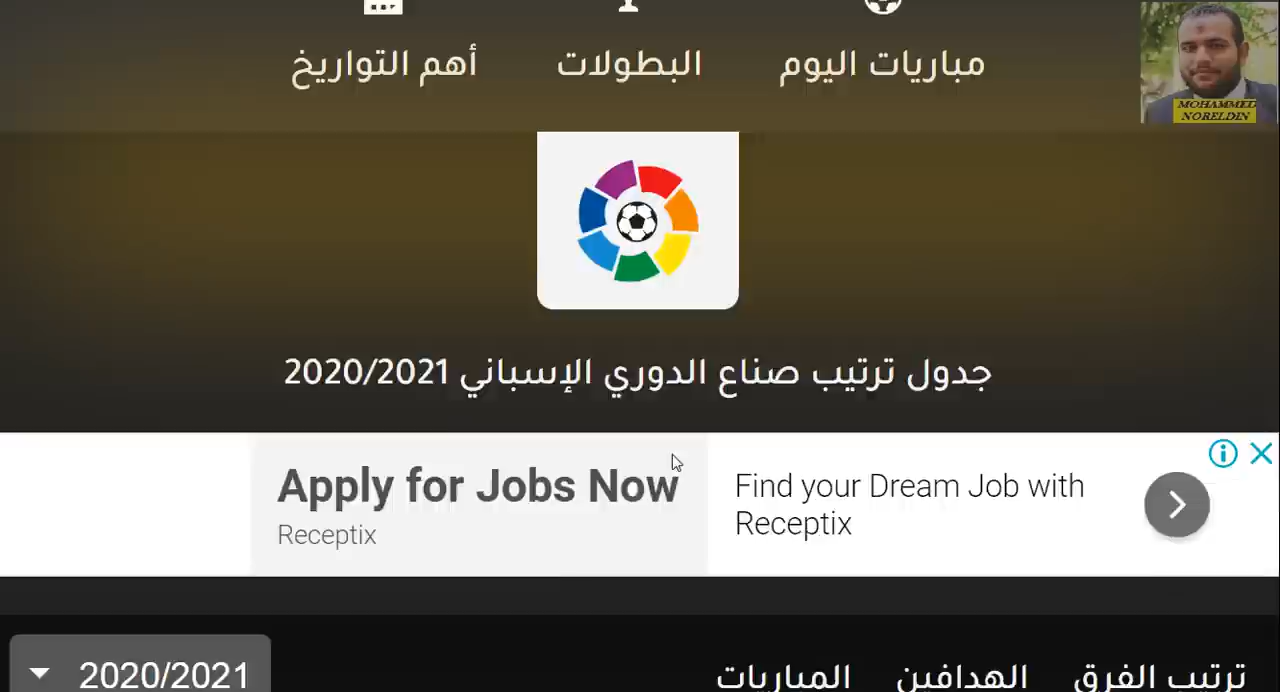 مباريات اليوم
البطولات
أهم التواريخ
MOHAMMED
NORELDIN
جدول ترتيب صناع الدوري الإسباني 2020/2021
Apply for Jobs Now
Receptix
Find your Dream Job with
Receptix
ترتيب الفرق
الهدافين
المباريات
2020/2021